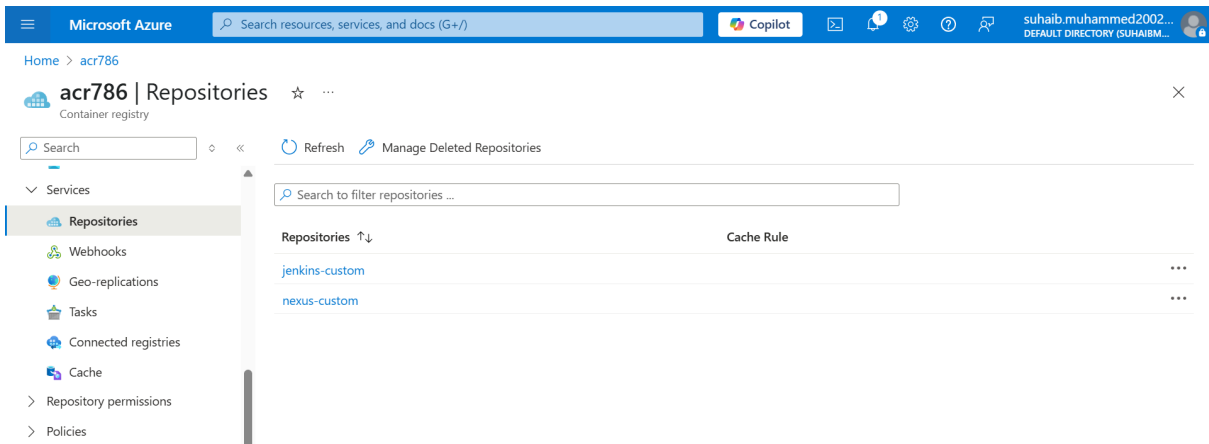 Microsoft Azure
Search resources, services, and docs (G+/)
Copilot
1
suhaib.muhammed2002...
DEFAULT DIRECTORY (SUHAIBM...
Home > acr786
acr786 | Repositories
Container registry
Search
Refresh
Manage Deleted Repositories
Services
Search to filter repositories ...
Repositories
Repositories
Cache Rule
Webhooks
jenkins-custom
Geo-replications
nexus-custom
Tasks
Connected registries
Cache
Repository permissions
Policies